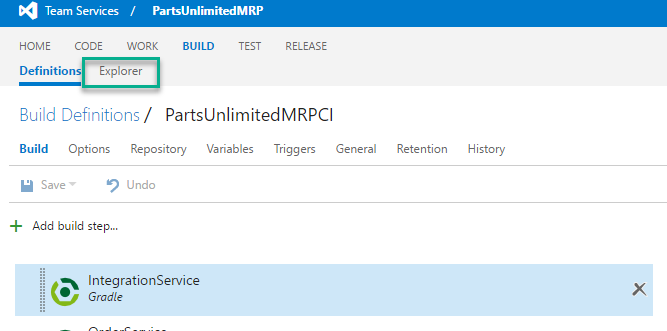 Team Services / PartsUnlimitedMRP
HOME CODE WORK BUILD TEST RELEASE
Definitions Explorer
Build Definitions / PartsUnlimitedMRPCI
Build Options Repository Variables Triggers General Retention History
Save Undo
Add build step...
IntegrationService
Gradle
OrderService